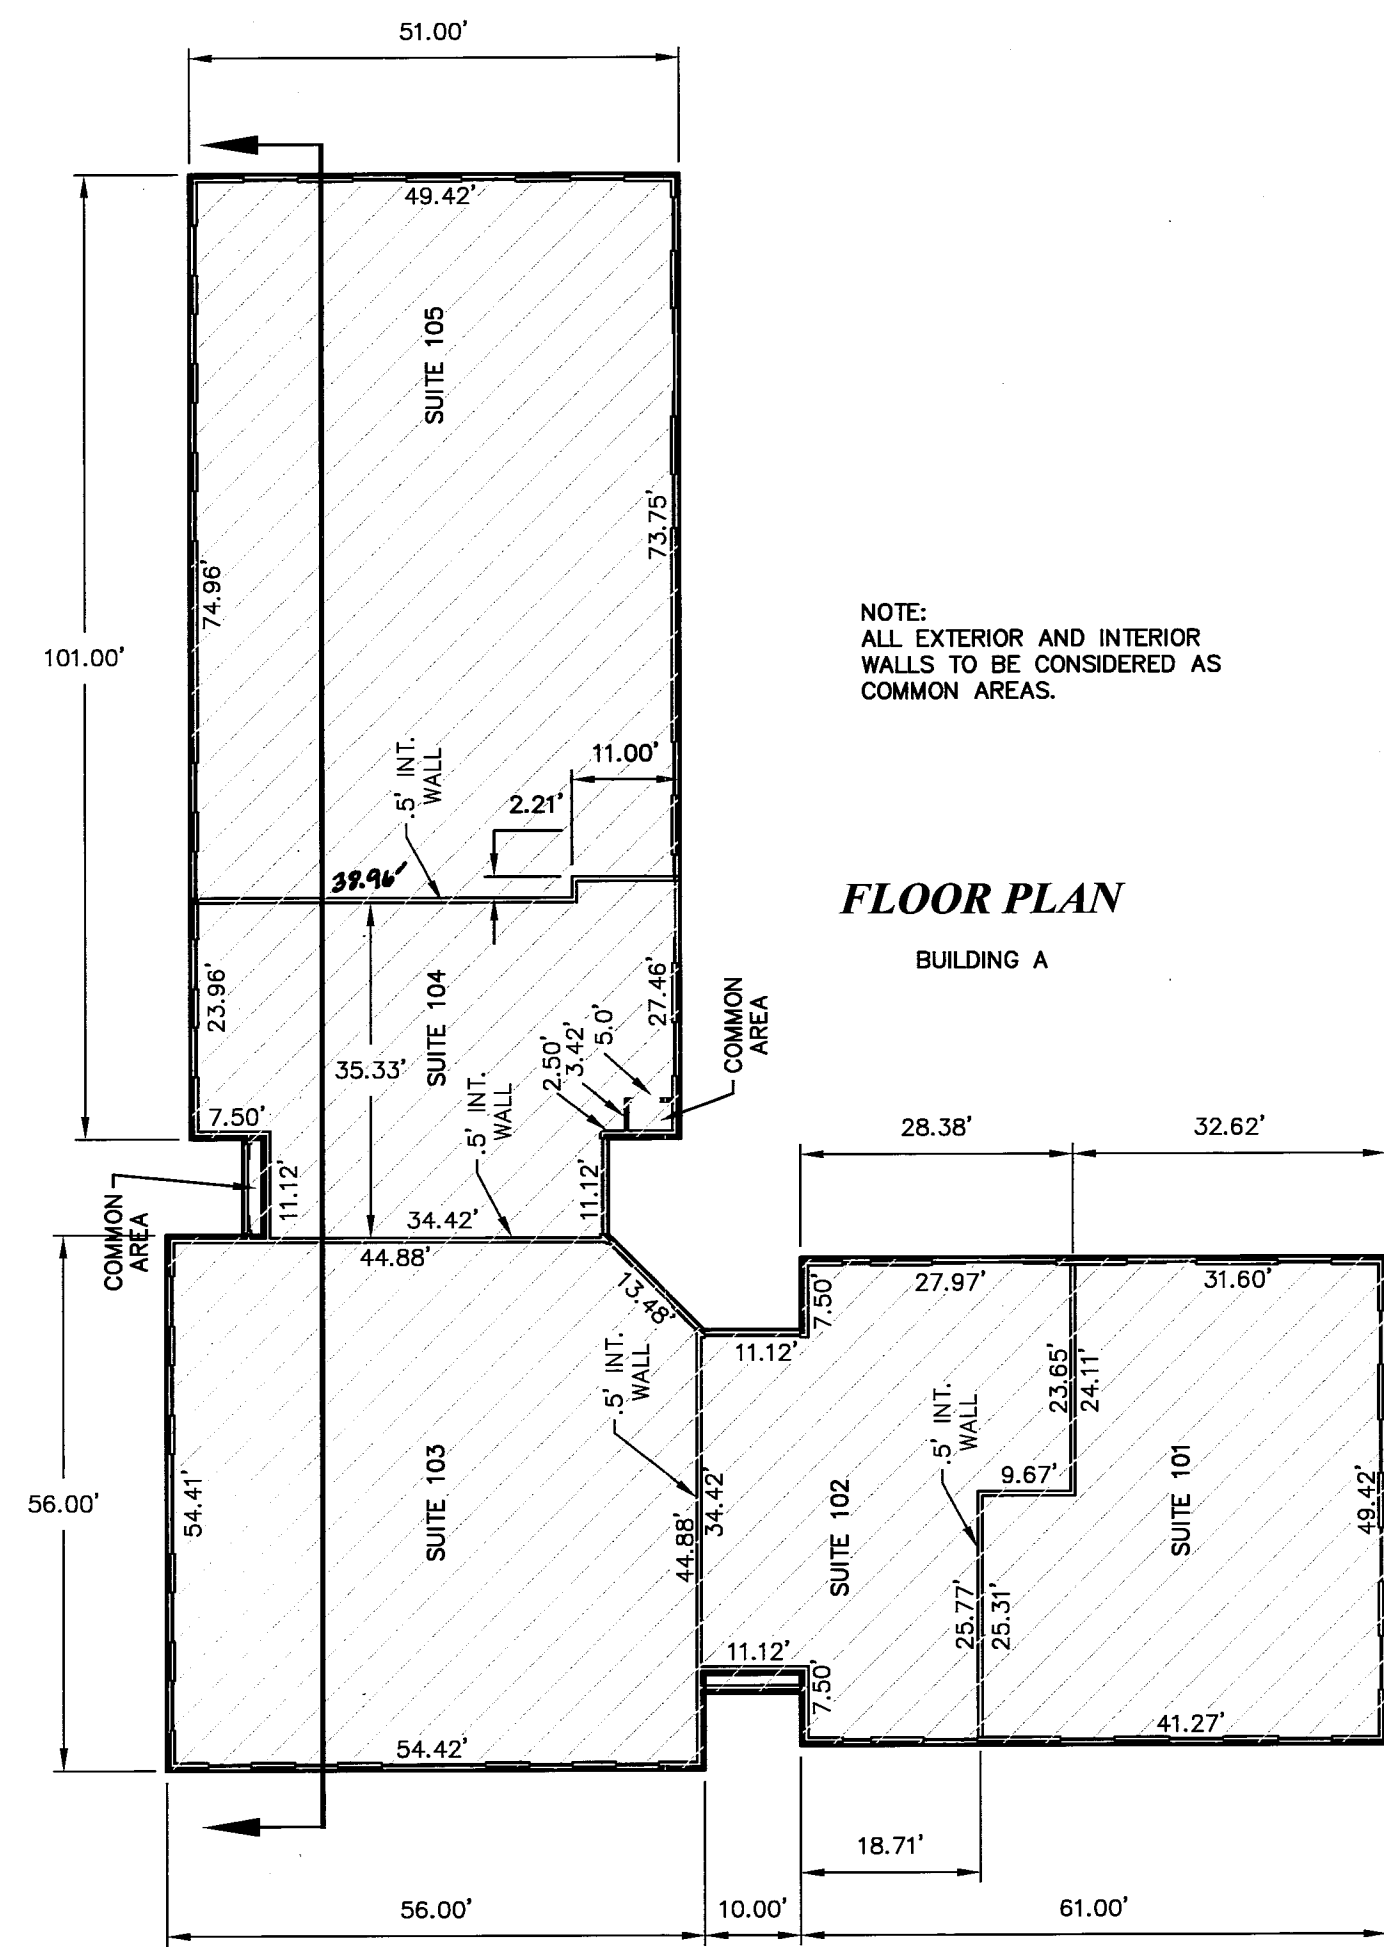 51.00'
49.42'
SUITE 105
73.75'
74.96'
101.00'
NOTE:
ALL EXTERIOR AND INTERIOR
WALLS TO BE CONSIDERED AS
COMMON AREAS.
.5' INT.
WALL
11.00'
2.21'
FLOOR PLAN
BUILDING A
23.96'
SUITE 104
27.46'
COMMON
AREA
35.33'
2.50'
3.42'
5.0'
.5' INT.
WALL
7.50'
28.38'
32.62'
COMMON
AREA
11.12'
11.12'
34.42'
44.88'
13.48'
7.50'
27.97'
31.60'
11.12'
.5' INT.
WALL
23.65'
24.11'
.5' INT.
WALL
9.67'
56.00'
54.41'
SUITE 103
44.88'
34.42'
SUITE 102
SUITE 101
49.42'
25.77'
25.31'
11.12'
7.50'
41.27'
54.42'
18.71'
56.00'
10.00'
61.00'